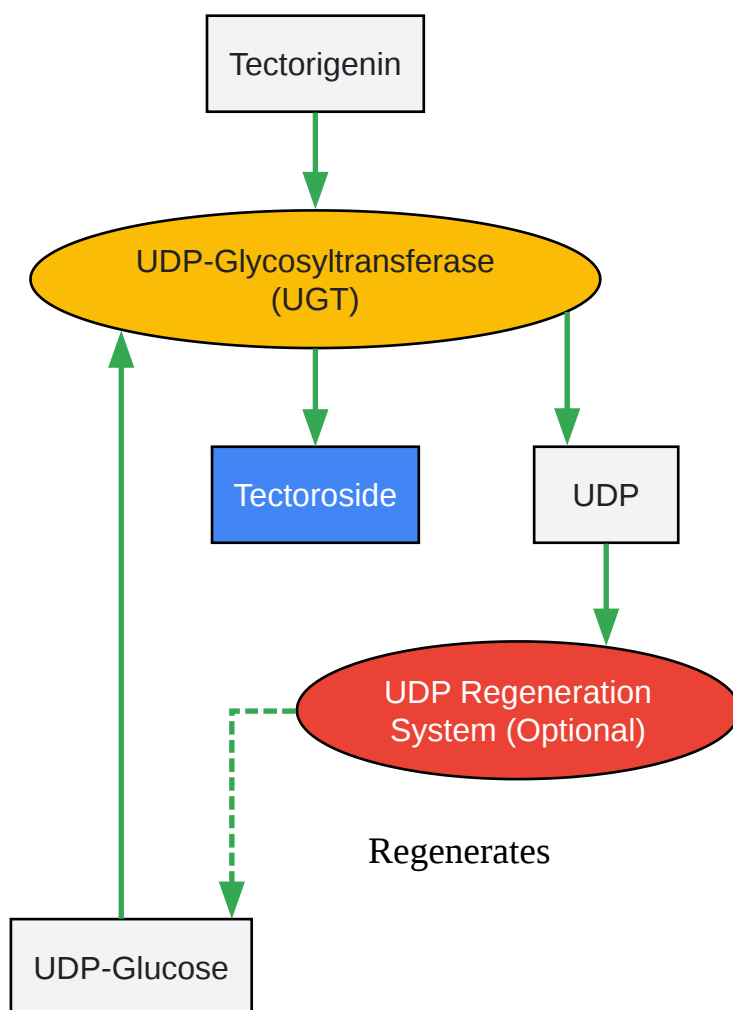 Tectorigenin
UDP-Glycosyltransferase
(UGT)
Tectoroside
UDP
UDP Regeneration
System (Optional)
Regenerates
UDP-Glucose